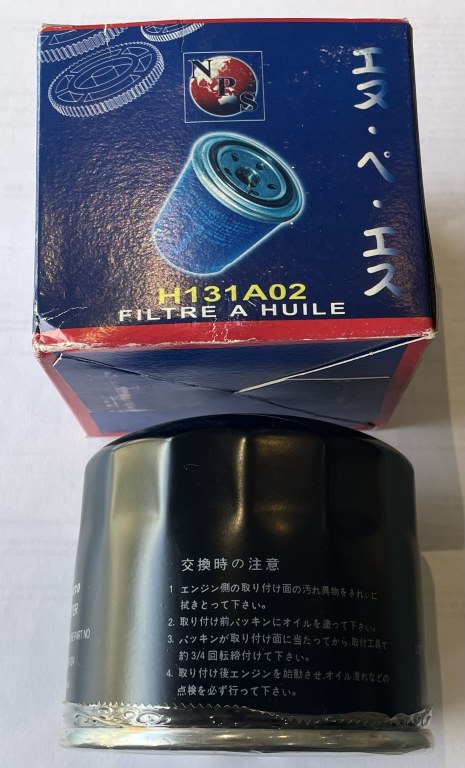 NPS
エヌ・ペ・エス
H131A02
FILTRE A HUILE
交換時の注意
1 エンジン側の取り付け面の汚れ異物をきれいに
拭きとって下さい。
2. 取り付け前パッキンにオイルを塗って下さい。
3. パッキンが取り付け面に当たってから、取付工具で
約3/4回転締付けて下さい。
4. 取り付け後エンジンを始動させ、オイル洩れなどの
点検を必ず行って下さい。
PART NO